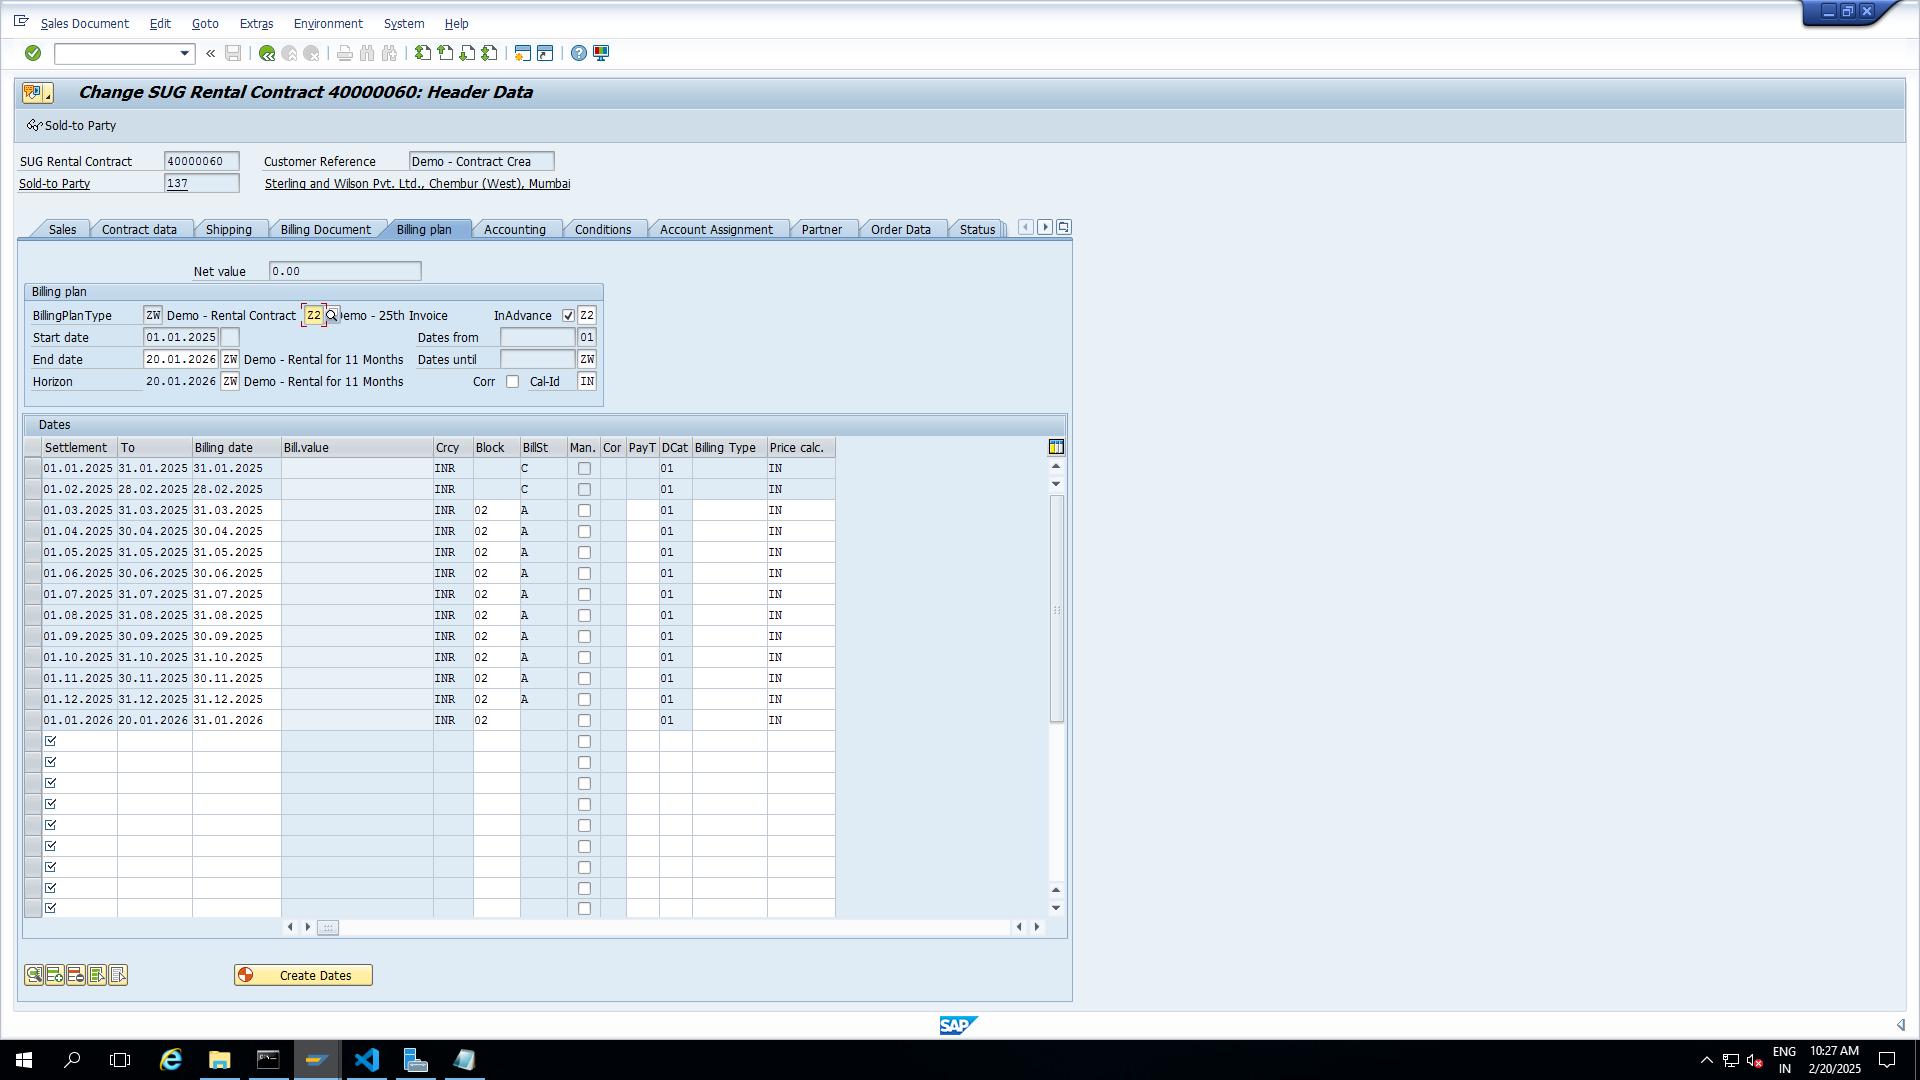 Sales Document Edit Goto Extras Environment System Help
Change SUG Rental Contract 40000060: Header Data
Sold-to Party
SUG Rental Contract 40000060 Customer Reference Demo - Contract Crea
Sold-to Party 137 Sterling and Wilson Pvt. Ltd., Chembur (West), Mumbai
Sales Contract data Shipping Billing Document Billing plan Accounting Conditions Account Assignment Partner Order Data Status
Net value 0.00
Billing plan
BillingPlanType ZW Demo - Rental Contract Z2 emo - 25th Invoice InAdvance Z2
Start date 01.01.2025 Dates from 01
End date 20.01.2026 ZW Demo - Rental for 11 Months Dates until ZW
Horizon 20.01.2026 ZW Demo - Rental for 11 Months Corr Cal-Id IN
Dates
Settlement To Billing date Bill.value Crcy Block BillSt Man. Cor PayT DCat Billing Type Price calc.
01.01.2025 31.01.2025 31.01.2025 INR C 01 IN
01.02.2025 28.02.2025 28.02.2025 INR C 01 IN
01.03.2025 31.03.2025 31.03.2025 INR 02 A 01 IN
01.04.2025 30.04.2025 30.04.2025 INR 02 A 01 IN
01.05.2025 31.05.2025 31.05.2025 INR 02 A 01 IN
01.06.2025 30.06.2025 30.06.2025 INR 02 A 01 IN
01.07.2025 31.07.2025 31.07.2025 INR 02 A 01 IN
01.08.2025 31.08.2025 31.08.2025 INR 02 A 01 IN
01.09.2025 30.09.2025 30.09.2025 INR 02 A 01 IN
01.10.2025 31.10.2025 31.10.2025 INR 02 A 01 IN
01.11.2025 30.11.2025 30.11.2025 INR 02 A 01 IN
01.12.2025 31.12.2025 31.12.2025 INR 02 A 01 IN
01.01.2026 20.01.2026 31.01.2026 INR 02 01 IN
Create Dates
SAP
ENG 10:27 AM
IN 2/20/2025